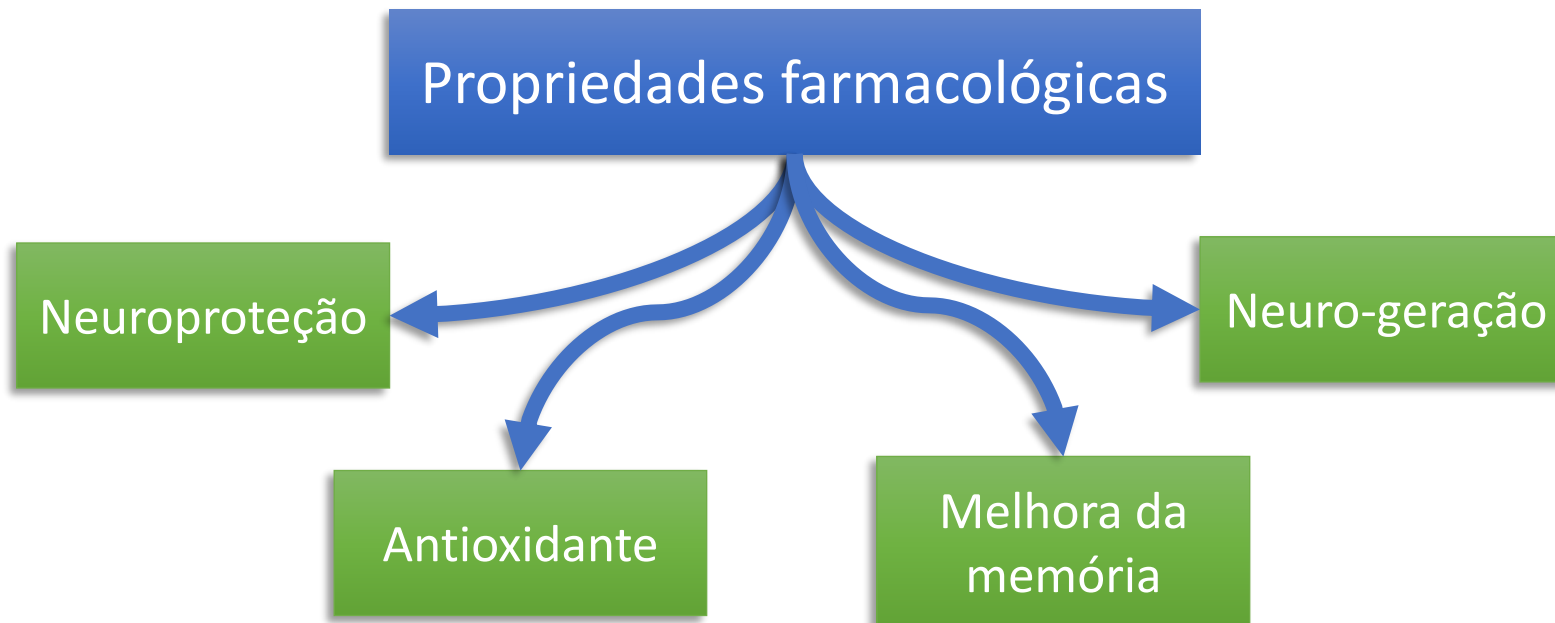 Propriedades farmacológicas
Neuroproteção
Neuro-geração
Antioxidante
Melhora da
memória